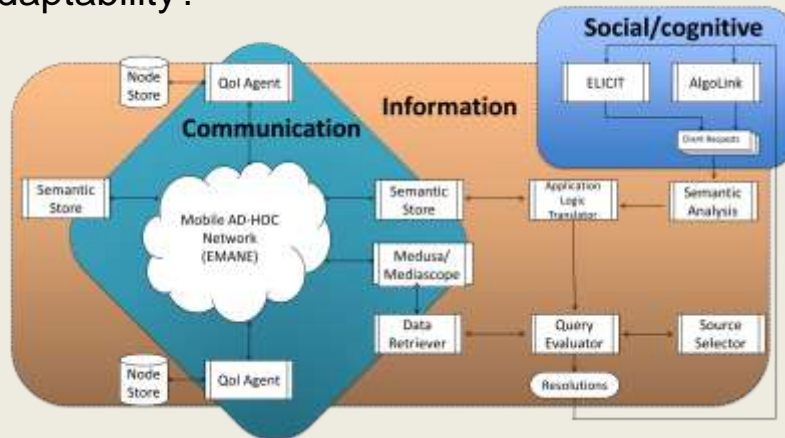 daptability?
Social/cognitive
Node
Store
QoI Agent
Information
ELICIT
AlgoLink
Communication
Client Requests
Semantic
Store
Mobile AD-HOC
Network
(EMANE)
Semantic
Store
Application
Logic
Translator
Semantic
Analysis
Medusa/
Mediascope
Data
Retriever
Query
Evaluator
Source
Selector
Node
Store
QoI Agent
Resolutions